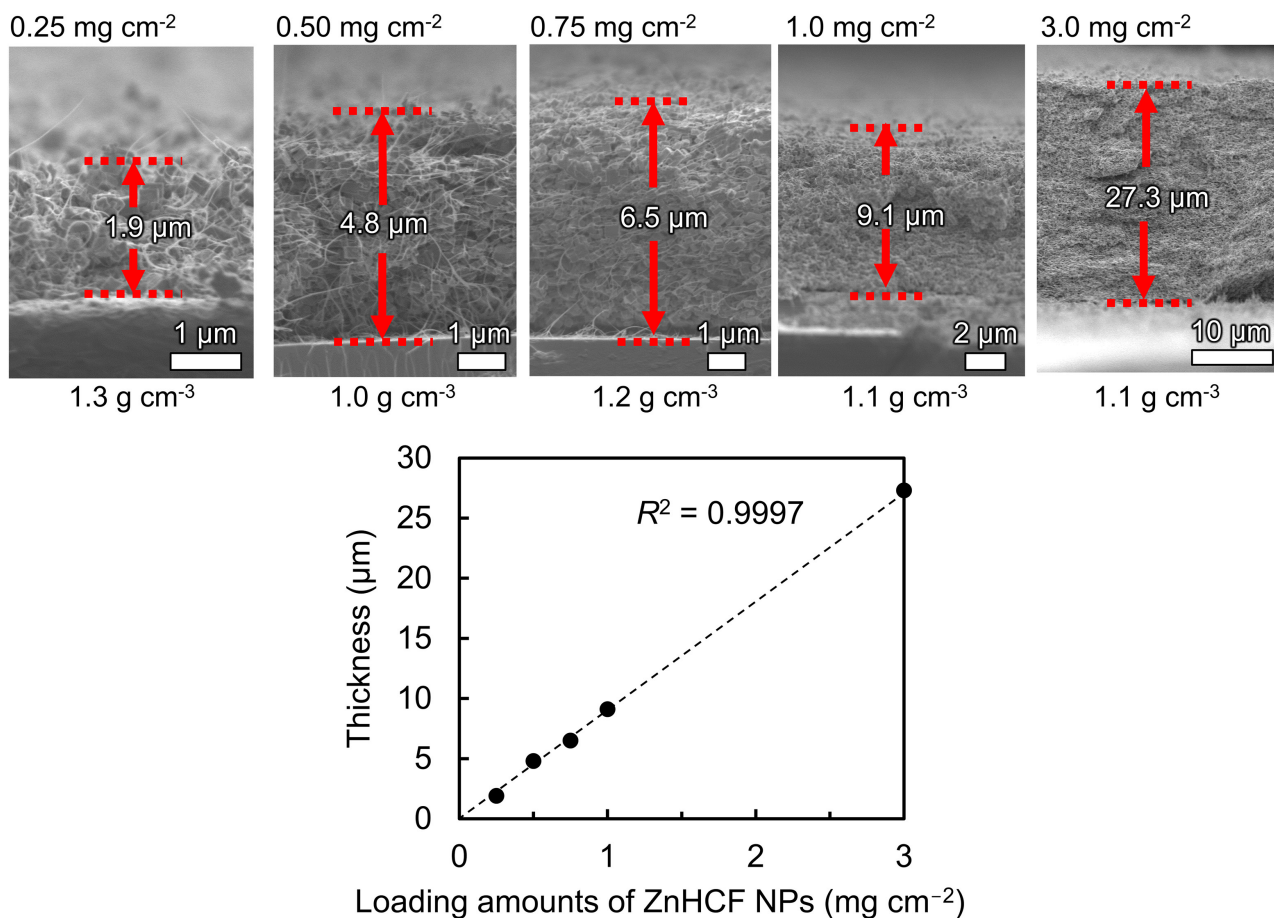 0.25 mg cm⁻²
0.50 mg cm⁻²
0.75 mg cm⁻²
1.0 mg cm⁻²
3.0 mg cm⁻²
1.9 µm
4.8 µm
6.5 µm
9.1 µm
27.3 µm
1 µm
1 µm
1 µm
2 µm
10 µm
1.3 g cm⁻³
1.0 g cm⁻³
1.2 g cm⁻³
1.1 g cm⁻³
1.1 g cm⁻³
Thickness (µm)
30
25
20
15
10
5
0
R² = 0.9997
0
1
2
3
Loading amounts of ZnHCF NPs (mg cm⁻²)